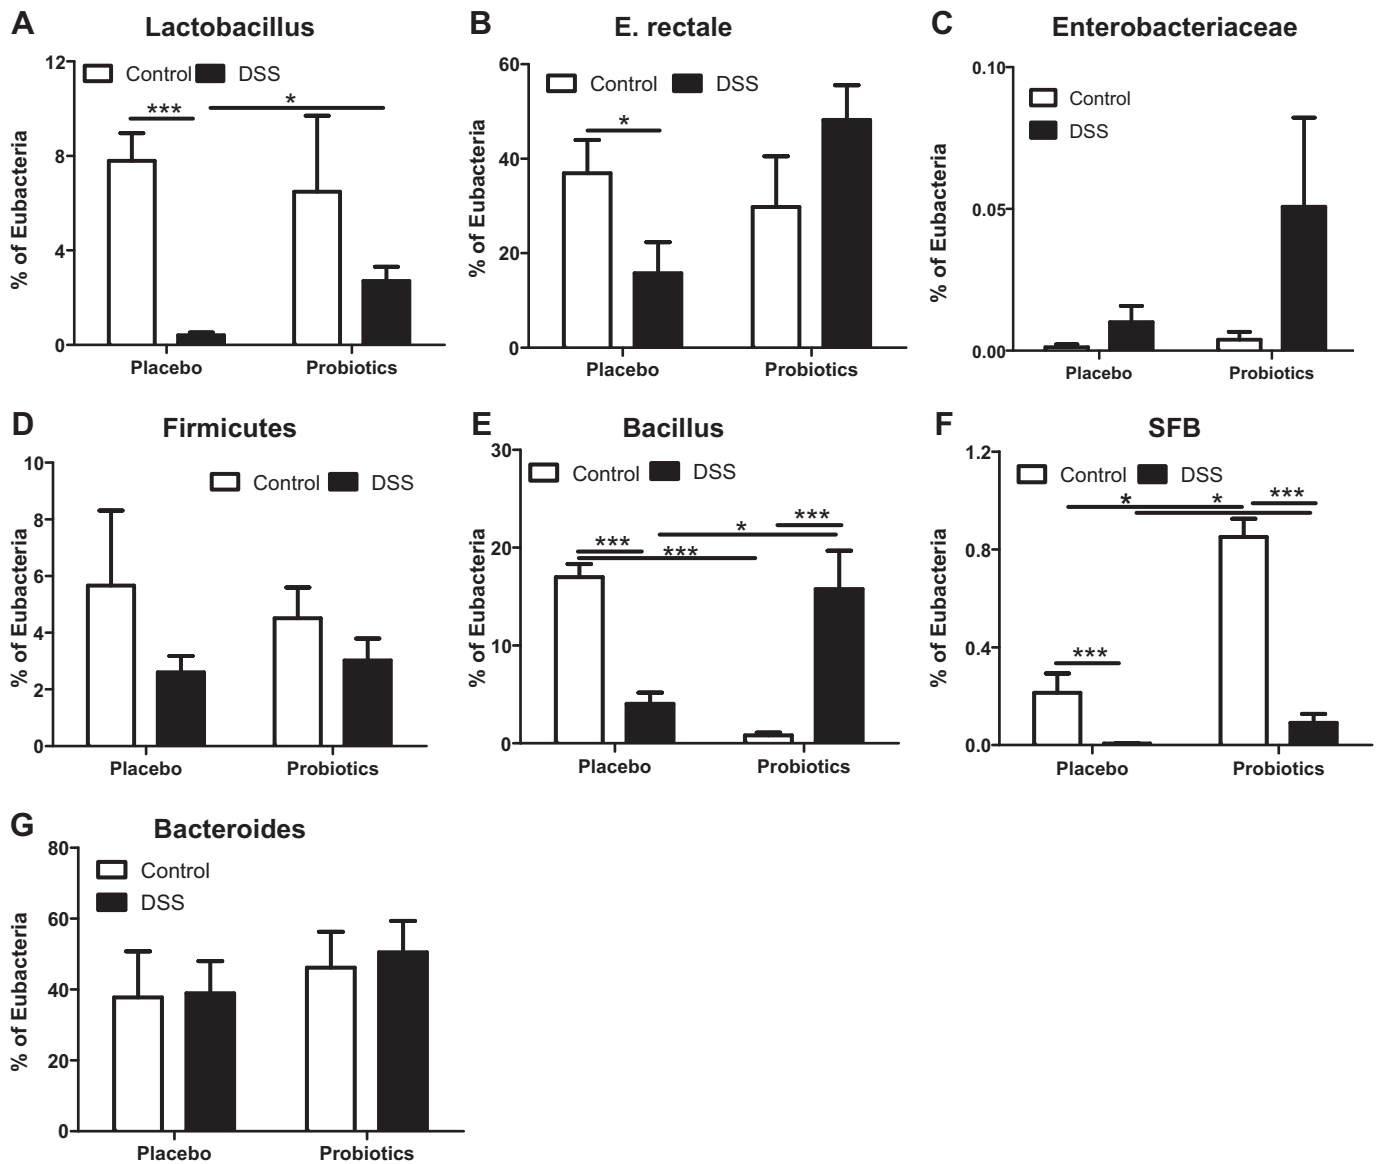 A Lactobacillus
12
8
4
0
% of Eubacteria
Control DSS
***
*
Placebo Probiotics
B E. rectale
60
40
20
0
% of Eubacteria
Control DSS
*
Placebo Probiotics
C Enterobacteriaceae
0.10
0.05
0.00
% of Eubacteria
Control
DSS
Placebo Probiotics
D Firmicutes
10
8
6
4
2
0
% of Eubacteria
Control DSS
Placebo Probiotics
E Bacillus
30
20
10
0
% of Eubacteria
Control DSS
***
*
***
***
Placebo Probiotics
F SFB
1.2
0.8
0.4
0.0
% of Eubacteria
Control DSS
* * ***
***
Placebo Probiotics
G Bacteroides
80
60
40
20
0
% of Eubacteria
Control
DSS
Placebo Probiotics